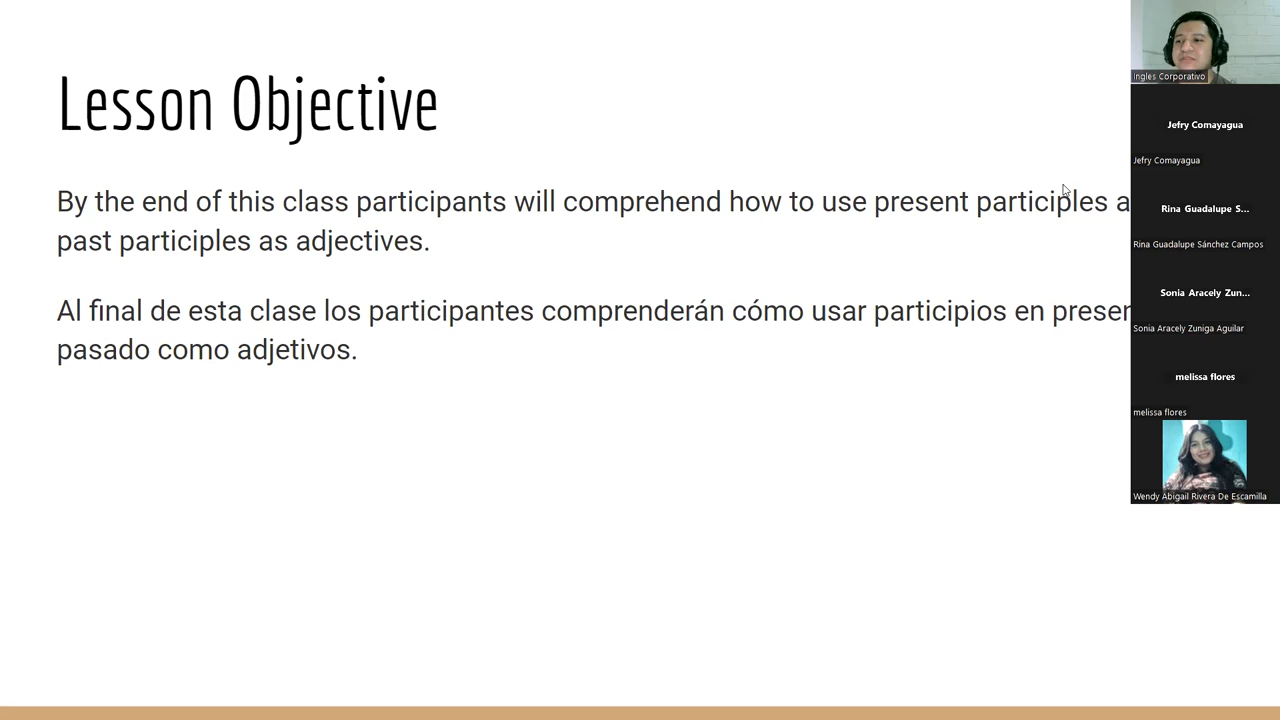 Lesson Objective
By the end of this class participants will comprehend how to use present participles a
past participles as adjectives.
Al final de esta clase los participantes comprenderán cómo usar participios en presen
pasado como adjetivos.
Ingles Corporativo
Jefry Comayagua
Jefry Comayagua
Rina Guadalupe S...
Rina Guadalupe Sánchez Campos
Sonia Aracely Zun...
Sonia Aracely Zuniga Aguilar
melissa flores
melissa flores
Wendy Abigail Rivera De Escamilla